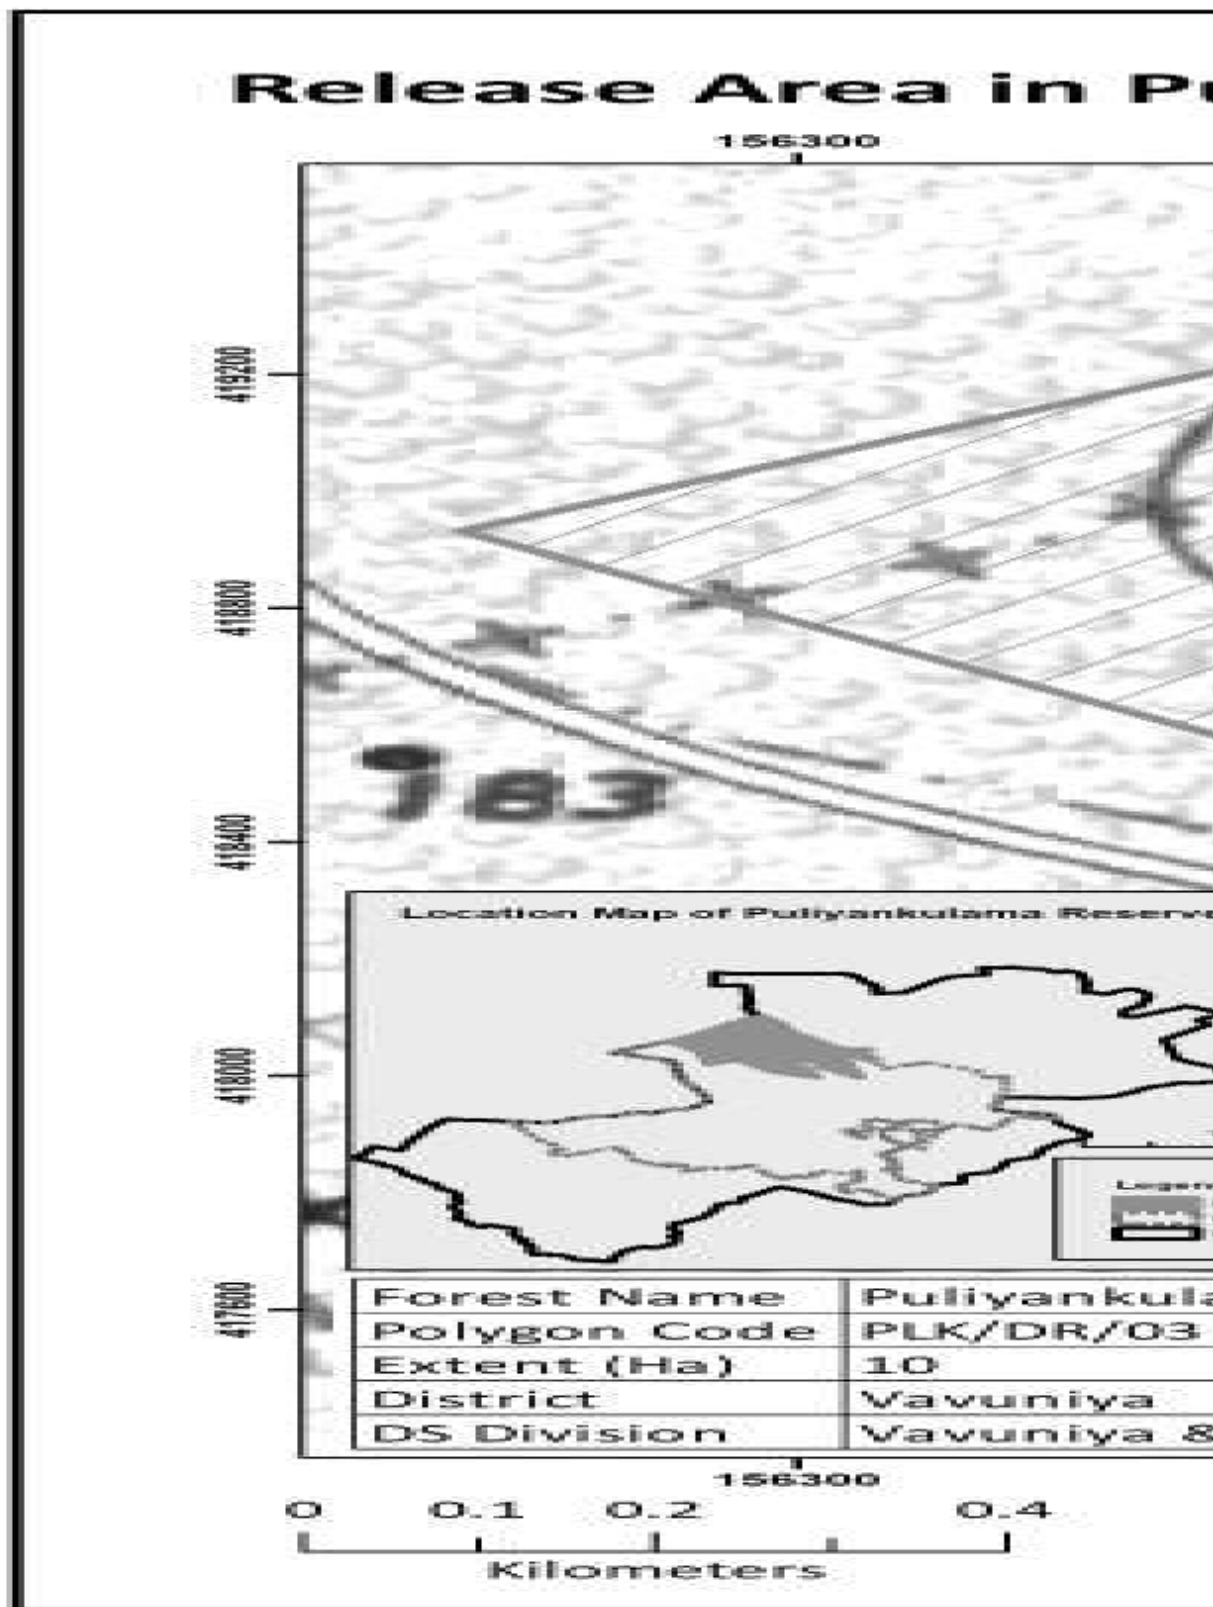 Release Area in Pu
156300
419200
418800
418400
418000
417600
183
Location Map of Puliyankulama Reserve
Legen
Forest Name Puliyankula
Polygon Code PLK/DR/03
Extent (Ha) 10
District Vavuniya
DS Division Vavuniya &
156300
0 0.1 0.2 0.4
Kilometers